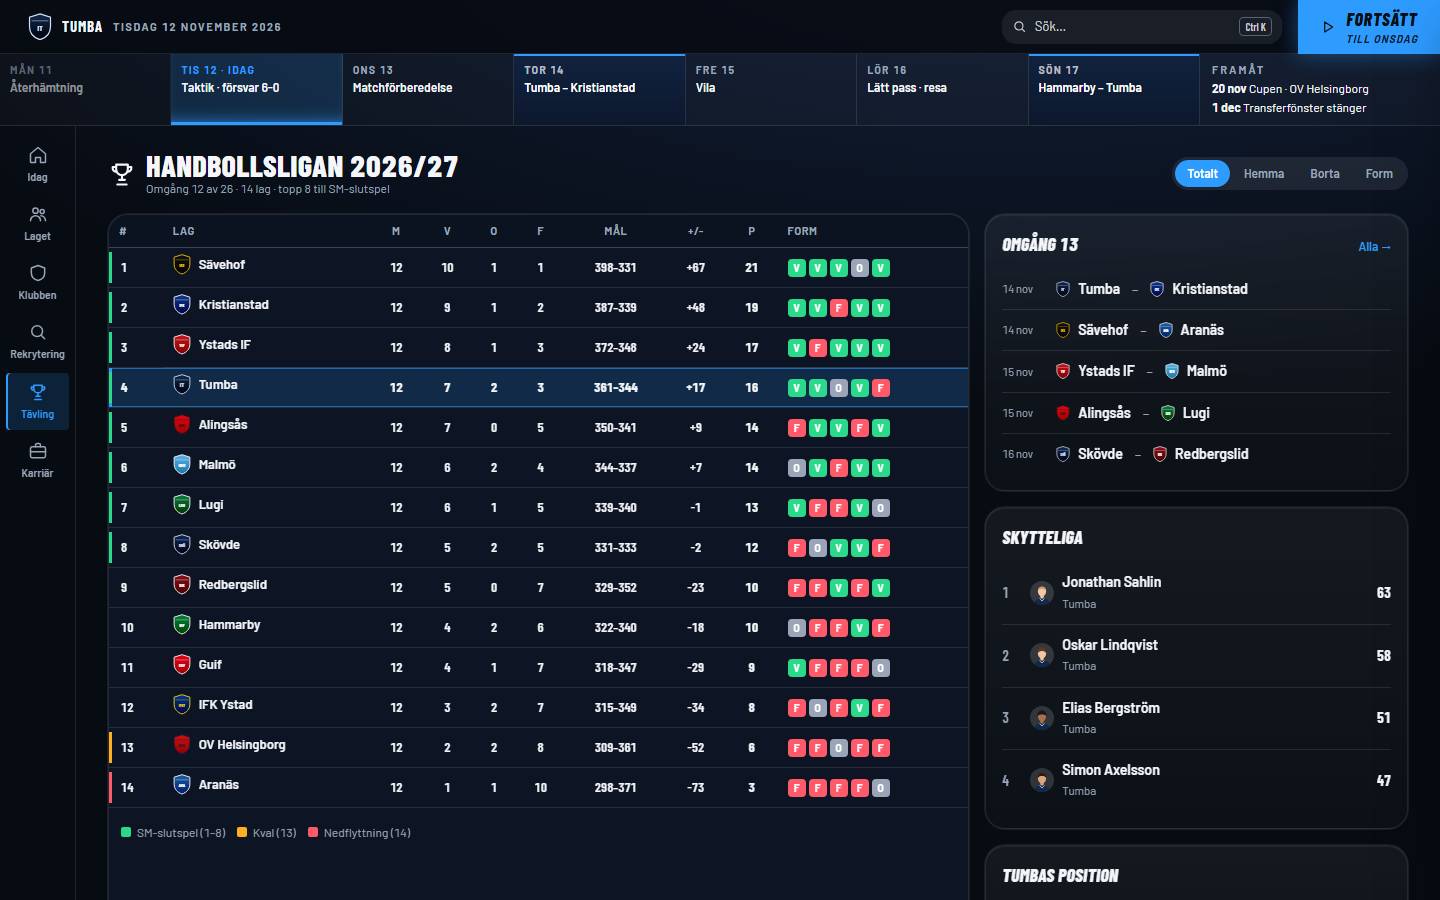 TUMBA TISDAG 12 NOVEMBER 2026
Sök... Ctrl K
FORTSÄTT
TILL ONSDAG
MÅN 11
Återhämtning
TIS 12 · IDAG
Taktik · försvar 6-0
ONS 13
Matchförberedelse
TOR 14
Tumba – Kristianstad
FRE 15
Vila
LÖR 16
Lätt pass · resa
SÖN 17
Hammarby – Tumba
FRAMÅT
20 nov Cupen · OV Helsingborg
1 dec Transferfönster stänger
Idag
Laget
Klubben
Rekrytering
Tävling
Karriär
HANDBOLLSLIGAN 2026/27
Omgång 12 av 26 · 14 lag · topp 8 till SM-slutspel
Totalt Hemma Borta Form
# LAG M V O F MÅL +/- P FORM
1 Sävehof 12 10 1 1 398–331 +67 21 V V V O V
2 Kristianstad 12 9 1 2 387–339 +48 19 V V F V V
3 Ystads IF 12 8 1 3 372–348 +24 17 V F V V V
4 Tumba 12 7 2 3 361–344 +17 16 V V O V F
5 Alingsås 12 7 0 5 350–341 +9 14 F V V F V
6 Malmö 12 6 2 4 344–337 +7 14 O V F V V
7 Lugi 12 6 1 5 339–340 -1 13 V F F V O
8 Skövde 12 5 2 5 331–333 -2 12 F O V V F
9 Redbergslid 12 5 0 7 329–352 -23 10 F F V F V
10 Hammarby 12 4 2 6 322–340 -18 10 O F F V F
11 Guif 12 4 1 7 318–347 -29 9 V F F F O
12 IFK Ystad 12 3 2 7 315–349 -34 8 F O F V F
13 OV Helsingborg 12 2 2 8 309–361 -52 6 F F O F F
14 Aranäs 12 1 1 10 298–371 -73 3 F F F F O
SM-slutspel (1–8) Kval (13) Nedflyttning (14)
OMGÅNG 13 Alla →
14 nov Tumba – Kristianstad
14 nov Sävehof – Aranäs
15 nov Ystads IF – Malmö
15 nov Alingsås – Lugi
16 nov Skövde – Redbergslid
SKYTTELIGA
1 Jonathan Sahlin 63
Tumba
2 Oskar Lindqvist 58
Tumba
3 Elias Bergström 51
Tumba
4 Simon Axelsson 47
Tumba
TUMBAS POSITION